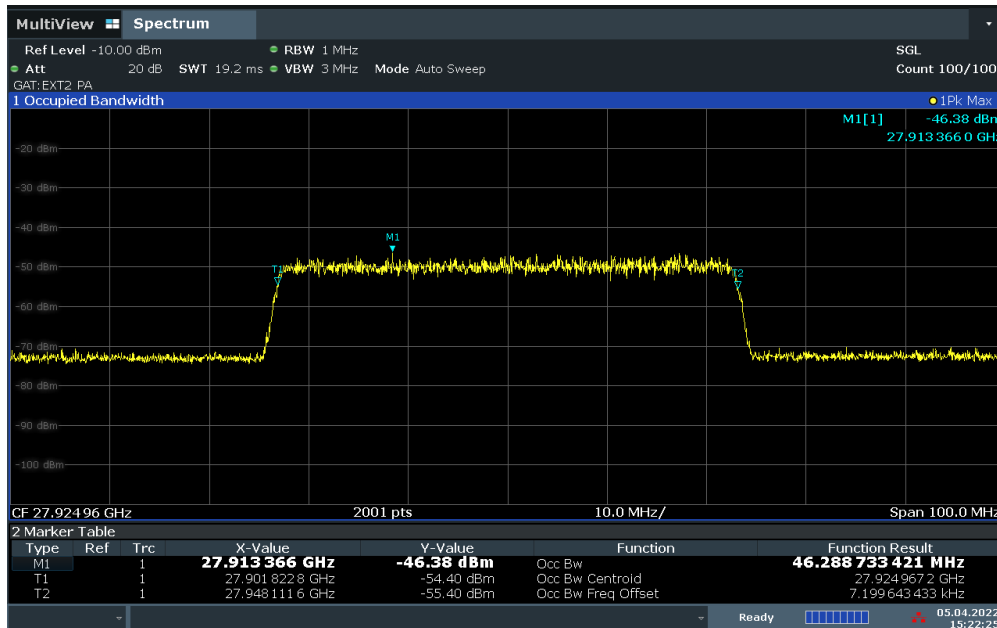 MultiView Spectrum
Ref Level -10.00 dBm RBW 1 MHz SGL
Att 20 dB SWT 19.2 ms VBW 3 MHz Mode Auto Sweep Count 100/100
GAT:EXT2 PA
1 Occupied Bandwidth 1Pk Max
M1[1] -46.38 dBm
27.913 366 0 GHz
-20 dBm
-30 dBm
-40 dBm
M1
-50 dBm
T1
T2
-60 dBm
-70 dBm
-80 dBm
-90 dBm
-100 dBm
CF 27.924 96 GHz 2001 pts 10.0 MHz/ Span 100.0 MHz
2 Marker Table
Type Ref Trc X-Value Y-Value Function Function Result
M1 1 27.913 366 GHz -46.38 dBm Occ Bw 46.288 733 421 MHz
T1 1 27.901 822 8 GHz -54.40 dBm Occ Bw Centroid 27.924 967 2 GHz
T2 1 27.948 111 6 GHz -55.40 dBm Occ Bw Freq Offset 7.199 643 433 kHz
Ready 05.04.2022
15:22:25